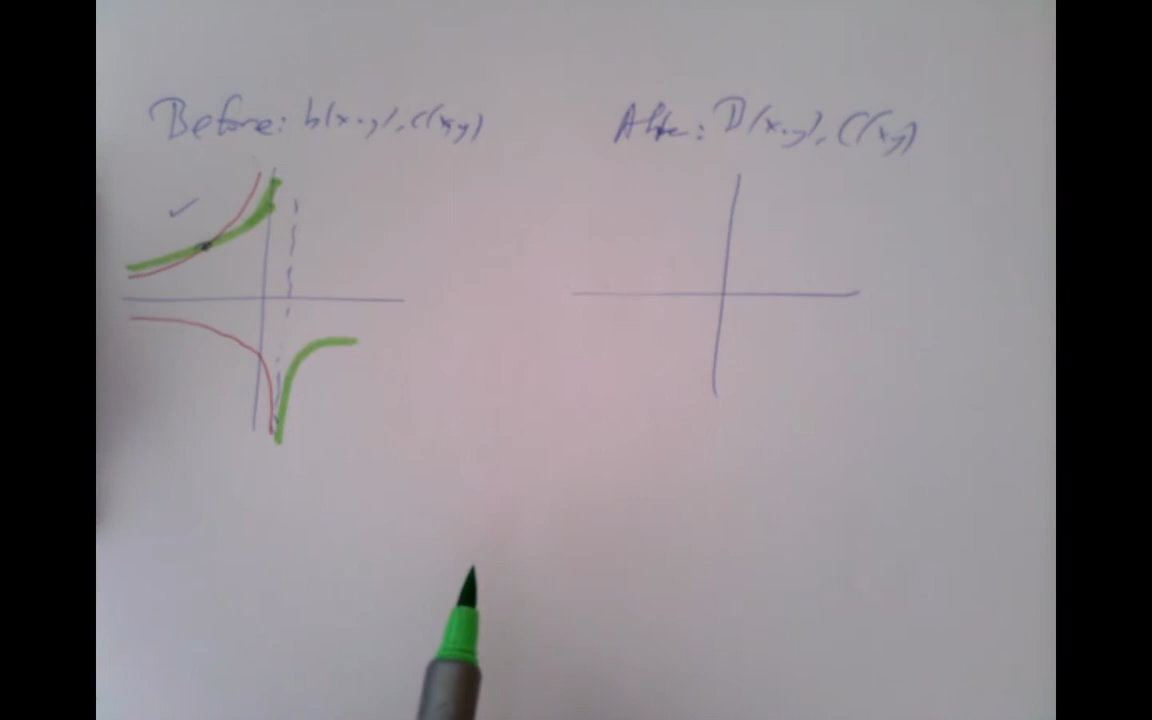 Before: b(x,y), c(x,y)
After: B(x,y), C(x,y)